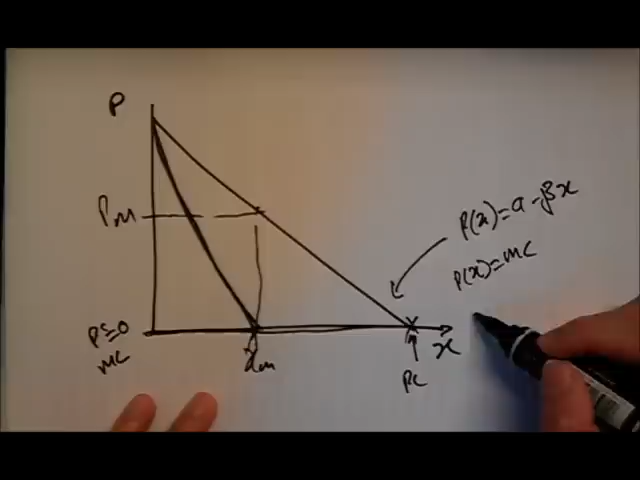 P
PM
P(x)=a-βx
P(x)=MC
P^c=0
MC
xm
x
PC